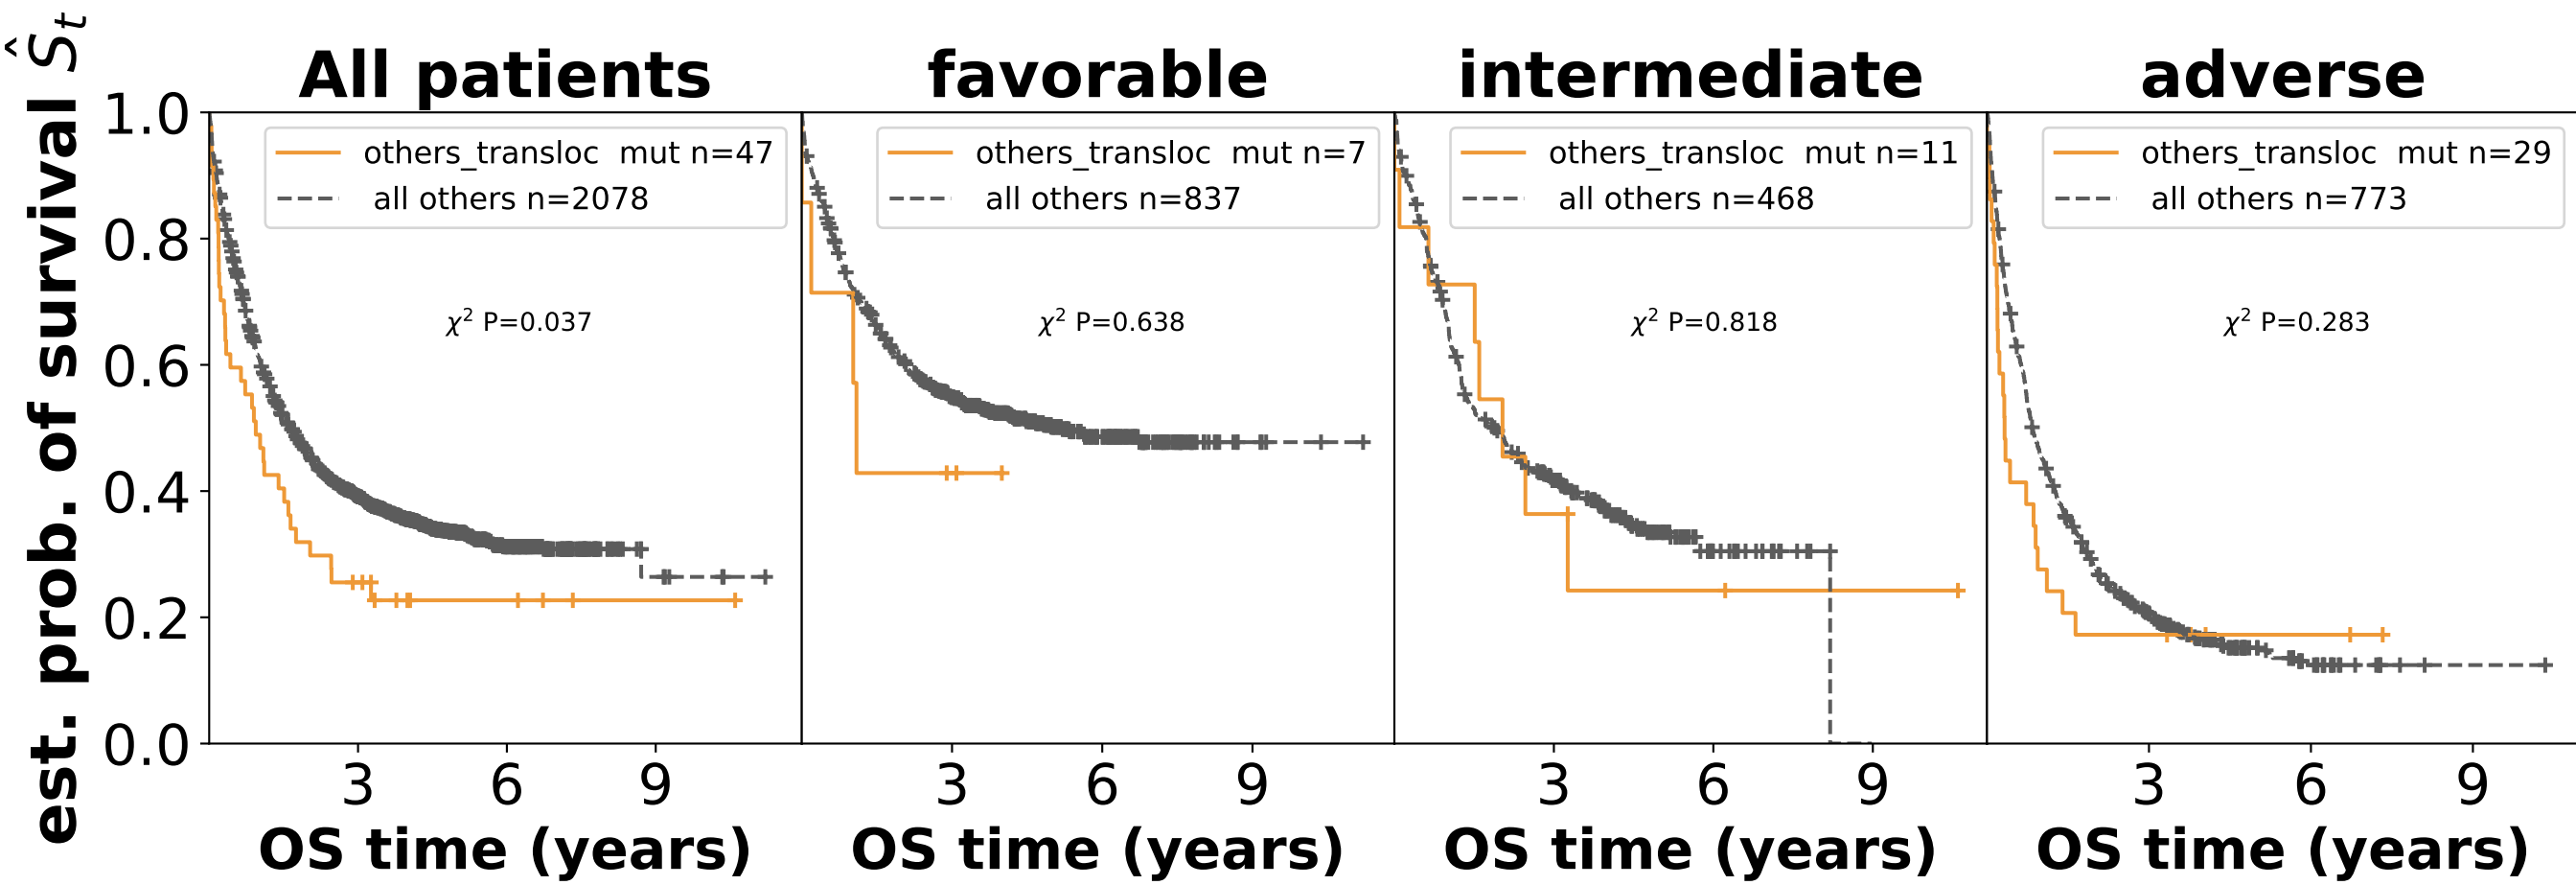 est. prob. of survival Ŝt
All patients
1.0
0.8
0.6
0.4
0.2
0.0
others_transloc mut n=47
all others n=2078
χ² P=0.037
3 6 9
OS time (years)
favorable
others_transloc mut n=7
all others n=837
χ² P=0.638
3 6 9
OS time (years)
intermediate
others_transloc mut n=11
all others n=468
χ² P=0.818
3 6 9
OS time (years)
adverse
others_transloc mut n=29
all others n=773
χ² P=0.283
3 6 9
OS time (years)